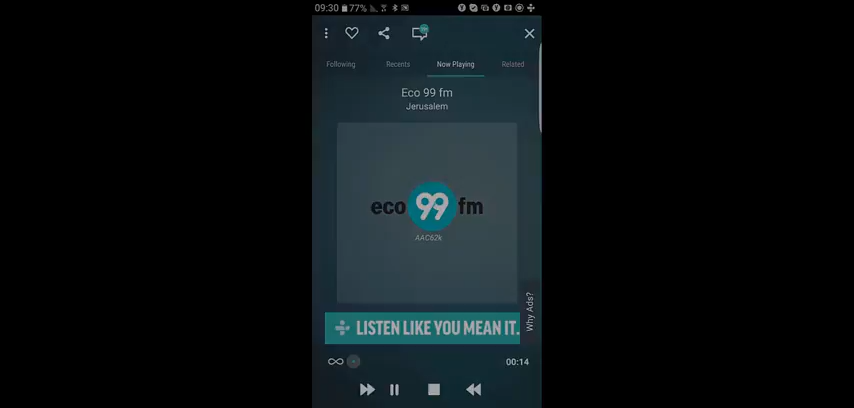 09:30 77%
Following Recents Now Playing Related
Eco 99 fm
Jerusalem
eco 99 fm
AAC62k
Why Ads?
LISTEN LIKE YOU MEAN IT.
00:14